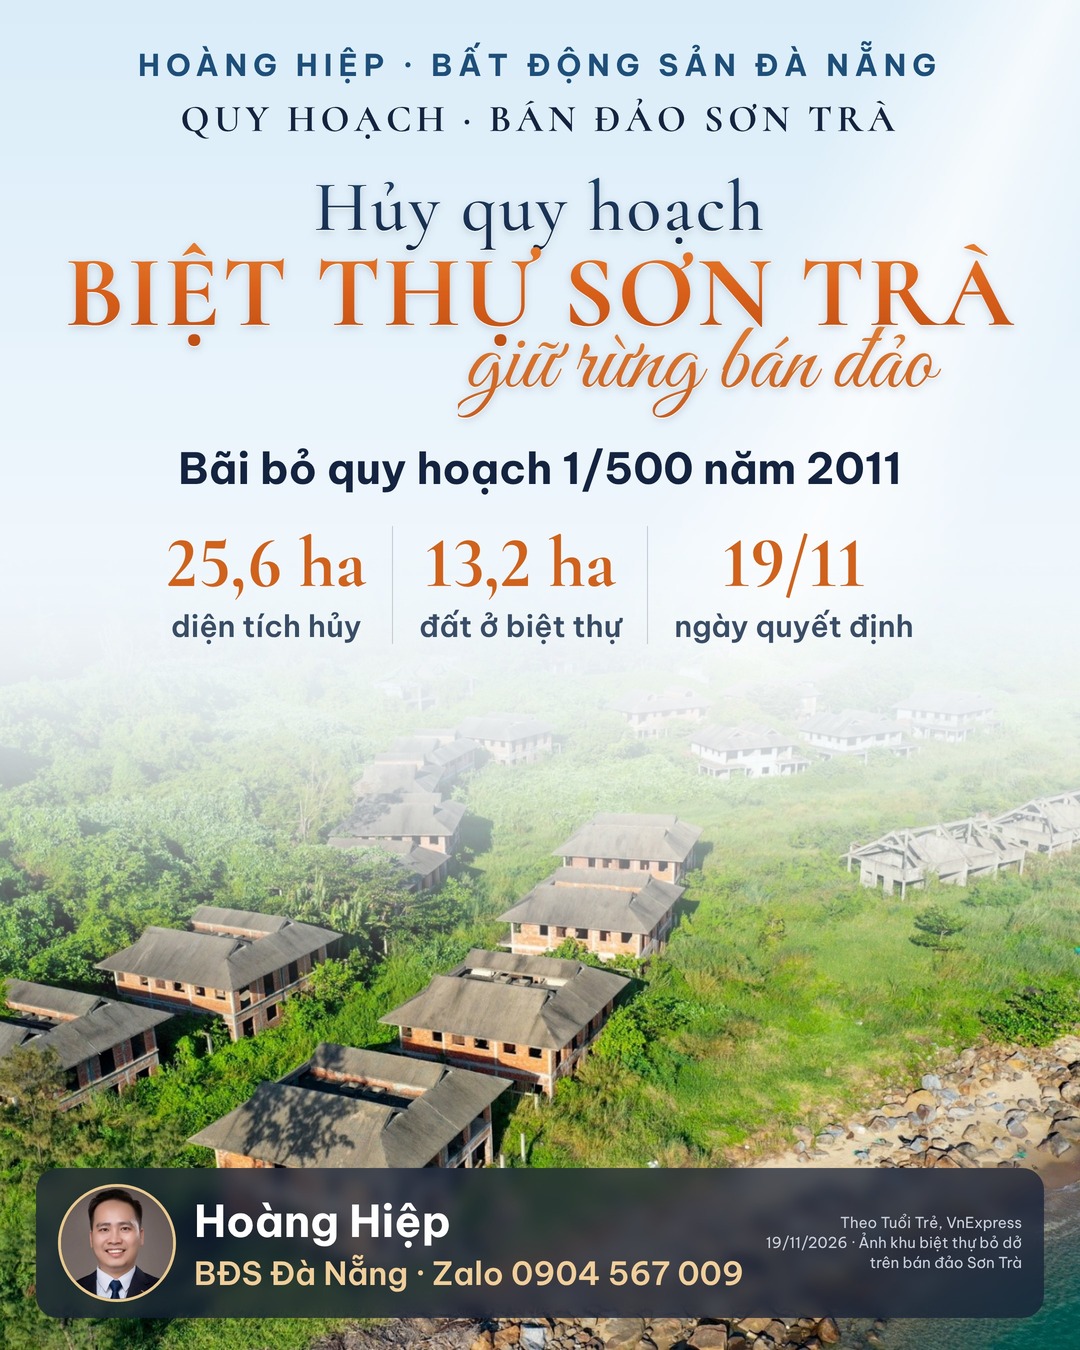 HOÀNG HIỆP · BẤT ĐỘNG SẢN ĐÀ NẴNG
QUY HOẠCH · BÁN ĐẢO SƠN TRÀ
Hủy quy hoạch
BIỆT THỰ SƠN TRÀ
giữ rừng bán đảo
Bãi bỏ quy hoạch 1/500 năm 2011
25,6 ha
diện tích hủy
13,2 ha
đất ở biệt thự
19/11
ngày quyết định
Hoàng Hiệp
BĐS Đà Nẵng · Zalo 0904 567 009
Theo Tuổi Trẻ, VnExpress
19/11/2026 · Ảnh khu biệt thự bỏ dở
trên bán đảo Sơn Trà